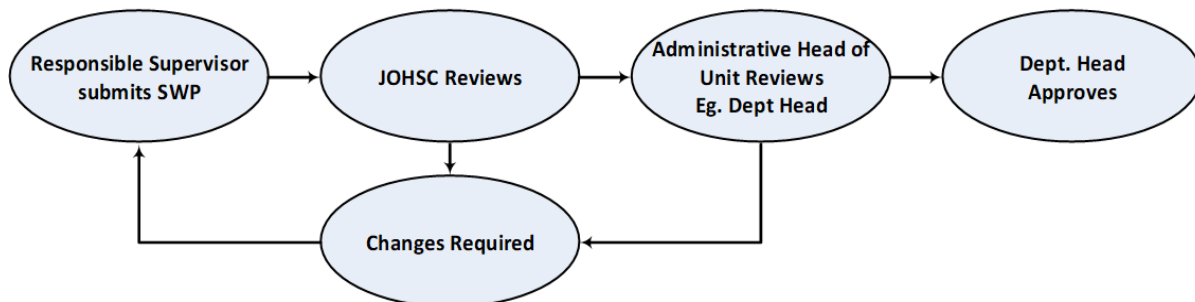 Responsible Supervisor
submits SWP
JOHSC Reviews
Administrative Head of
Unit Reviews
Eg. Dept Head
Dept. Head
Approves
Changes Required